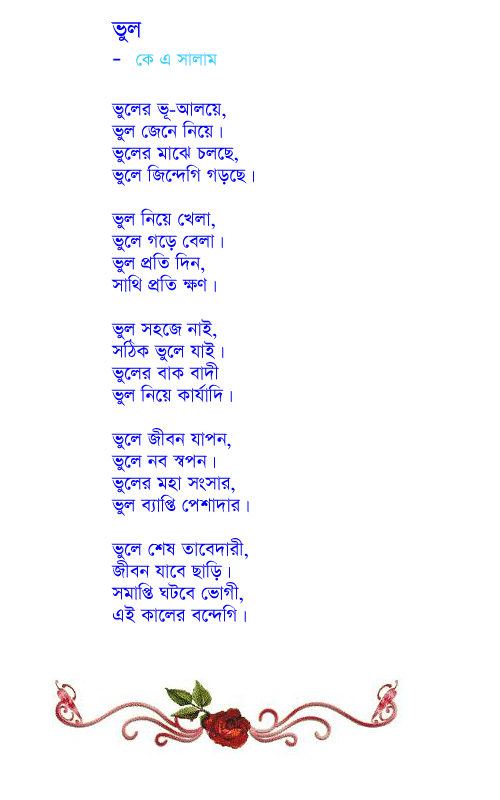 ভুল
- কে এ সালাম
ভুলের ভূ-আলয়ে,
ভুল জেনে নিয়ে।
ভুলের মাঝে চলছে,
ভুলে জিন্দেগি গড়ছে।
ভুল নিয়ে খেলা,
ভুলে গড়ে বেলা।
ভুল প্রতি দিন,
সাথি প্রতি ক্ষণ।
ভুল সহজে নাই,
সঠিক ভুলে যাই।
ভুলের বাক বাদী
ভুল নিয়ে কার্যাদি।
ভুলে জীবন যাপন,
ভুলে নব স্বপন।
ভুলের মহা সংসার,
ভুল ব্যাপ্তি পেশাদার।
ভুলে শেষ তাবেদারী,
জীবন যাবে ছাড়ি।
সমাপ্তি ঘটবে ভোগী,
এই কালের বন্দেগি।